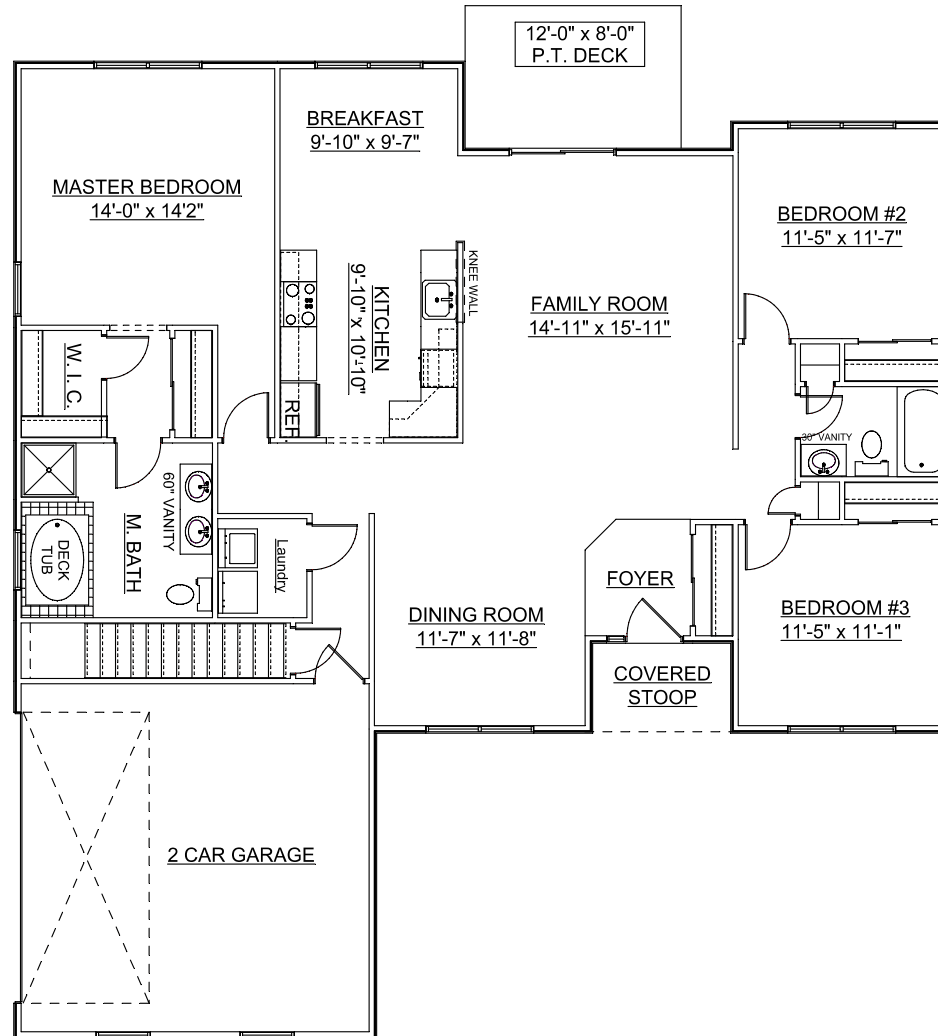 12'-0" x 8'-0"
P.T. DECK
BREAKFAST
9'-10" x 9'-7"
MASTER BEDROOM
14'-0" x 14'2"
BEDROOM #2
11'-5" x 11'-7"
KNEE WALL
KITCHEN
9'-10" x 10'-10"
FAMILY ROOM
14'-11" x 15'-11"
W.I.C.
REF
30" VANITY
60" VANITY
M. BATH
DECK
TUB
Laundry
FOYER
DINING ROOM
11'-7" x 11'-8"
BEDROOM #3
11'-5" x 11'-1"
COVERED
STOOP
2 CAR GARAGE